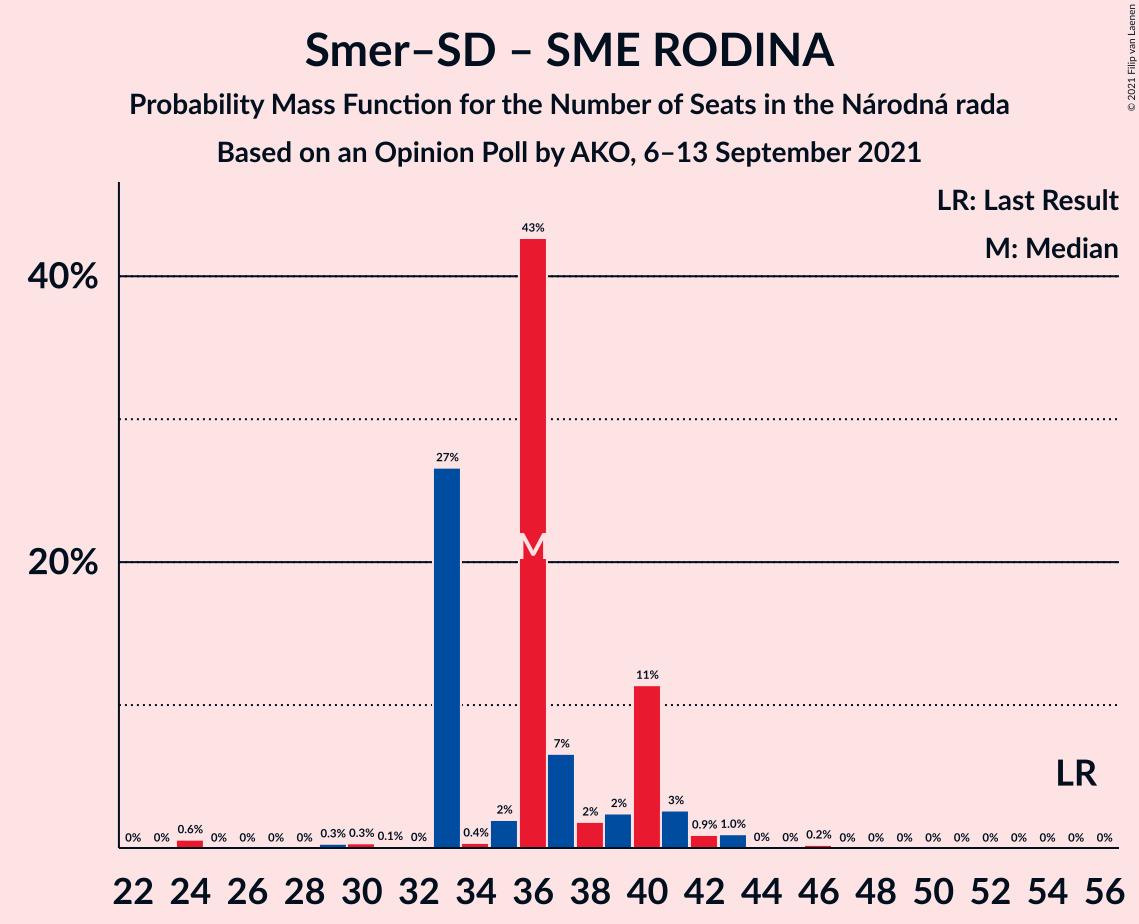 Smer–SD – SME RODINA
Probability Mass Function for the Number of Seats in the Národná rada
Based on an Opinion Poll by AKO, 6–13 September 2021
© 2021 Filip van Laenen
LR: Last Result
M: Median
40%
20%
0% 0% 0.6% 0% 0% 0% 0% 0.3% 0.3% 0.1% 0% 27% 0.4% 2% 43% 7% 2% 2% 11% 3% 0.9% 1.0% 0% 0% 0.2% 0% 0% 0% 0% 0% 0% 0% 0% 0% 0%
M
LR
22 24 26 28 30 32 34 36 38 40 42 44 46 48 50 52 54 56